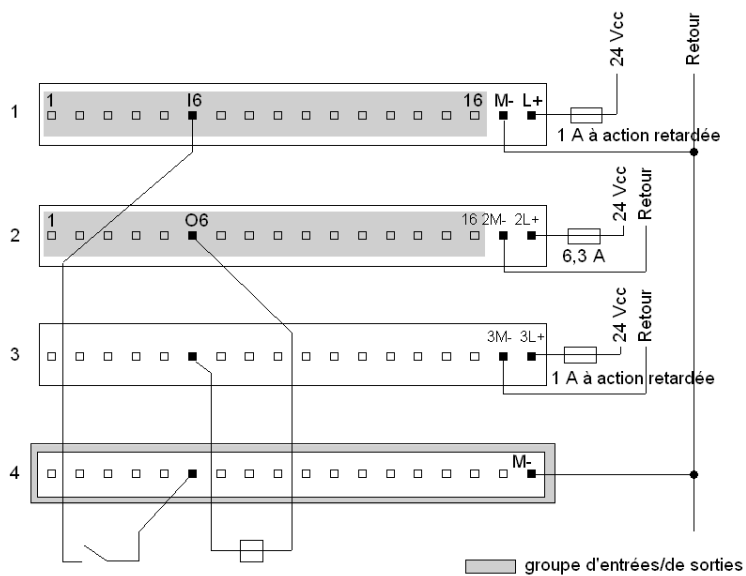 24 Vcc
Retour
1 I6 16 M- L+
1
1 A à action retardée
24 Vcc
Retour
1 O6 16 2M- 2L+
2
6,3 A
24 Vcc
Retour
3M- 3L+
3
1 A à action retardée
M-
4
groupe d'entrées/de sorties